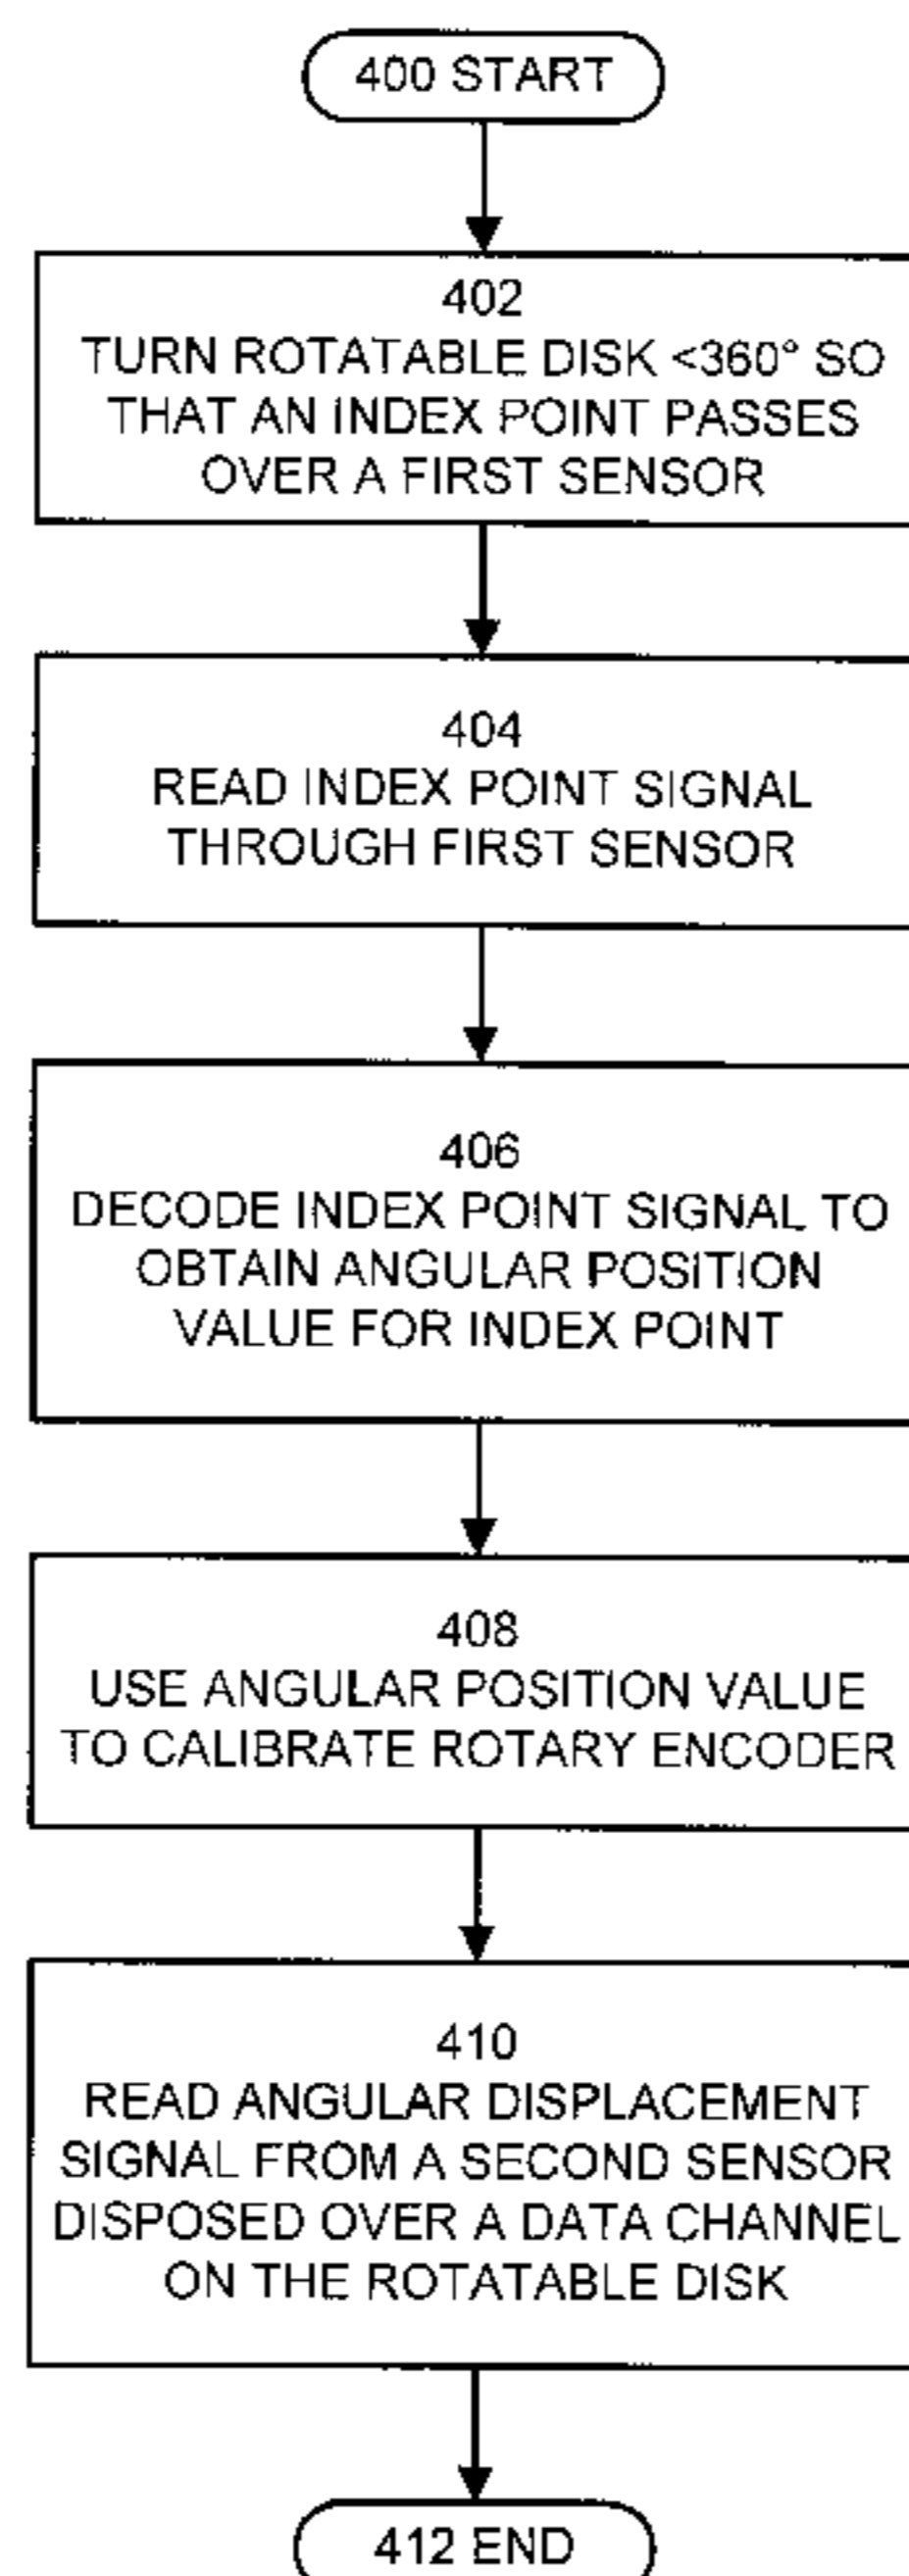 400 START
402
TURN ROTATABLE DISK <360° SO
THAT AN INDEX POINT PASSES
OVER A FIRST SENSOR
404
READ INDEX POINT SIGNAL
THROUGH FIRST SENSOR
406
DECODE INDEX POINT SIGNAL TO
OBTAIN ANGULAR POSITION
VALUE FOR INDEX POINT
408
USE ANGULAR POSITION VALUE
TO CALIBRATE ROTARY ENCODER
410
READ ANGULAR DISPLACEMENT
SIGNAL FROM A SECOND SENSOR
DISPOSED OVER A DATA CHANNEL
ON THE ROTATABLE DISK
412 END